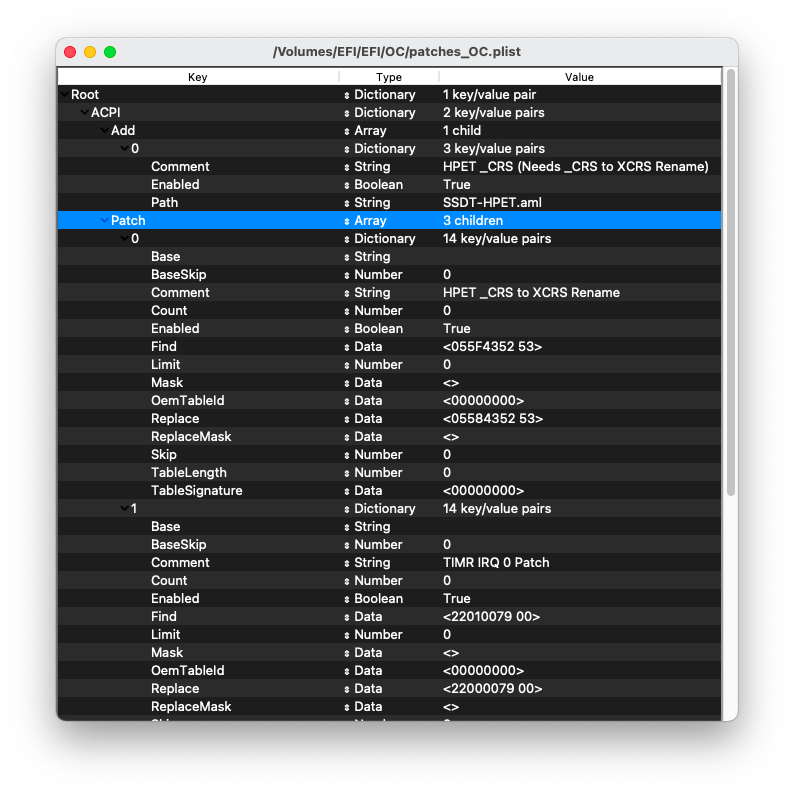 /Volumes/EFI/EFI/OC/patches_OC.plist
Key Type Value
Root Dictionary 1 key/value pair
ACPI Dictionary 2 key/value pairs
Add Array 1 child
0 Dictionary 3 key/value pairs
Comment String HPET _CRS (Needs _CRS to XCRS Rename)
Enabled Boolean True
Path String SSDT-HPET.aml
Patch Array 3 children
0 Dictionary 14 key/value pairs
Base String
BaseSkip Number 0
Comment String HPET _CRS to XCRS Rename
Count Number 0
Enabled Boolean True
Find Data <055F4352 53>
Limit Number 0
Mask Data <>
OemTableId Data <00000000>
Replace Data <05584352 53>
ReplaceMask Data <>
Skip Number 0
TableLength Number 0
TableSignature Data <00000000>
1 Dictionary 14 key/value pairs
Base String
BaseSkip Number 0
Comment String TIMR IRQ 0 Patch
Count Number 0
Enabled Boolean True
Find Data <22010079 00>
Limit Number 0
Mask Data <>
OemTableId Data <00000000>
Replace Data <22000079 00>
ReplaceMask Data <>